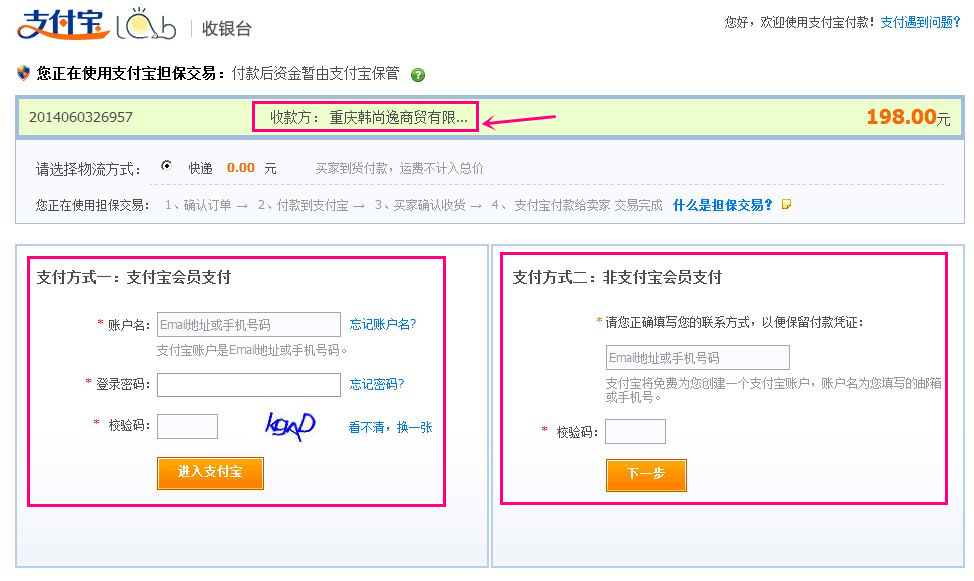 支付宝 Lab 收银台
您好，欢迎使用支付宝付款！ 支付遇到问题？
您正在使用支付宝担保交易：付款后资金暂由支付宝保管
2014060326957 收款方： 重庆韩尚逸商贸有限... 198.00元
请选择物流方式： 快递 0.00 元 买家到货付款，运费不计入总价
您正在使用担保交易： 1、确认订单 → 2、付款到支付宝 → 3、买家确认收货 → 4、支付宝付款给卖家 交易完成 什么是担保交易？
支付方式一：支付宝会员支付
* 账户名： Email地址或手机号码 忘记账户名？
支付宝账户是Email地址或手机号码。
* 登录密码： 忘记密码？
* 校验码： 看不清，换一张
进入支付宝
支付方式二：非支付宝会员支付
*请您正确填写您的联系方式，以便保留付款凭证：
Email地址或手机号码
支付宝将免费为您创建一个支付宝账户，账户名为您填写的邮箱
或手机号。
* 校验码：
下一步